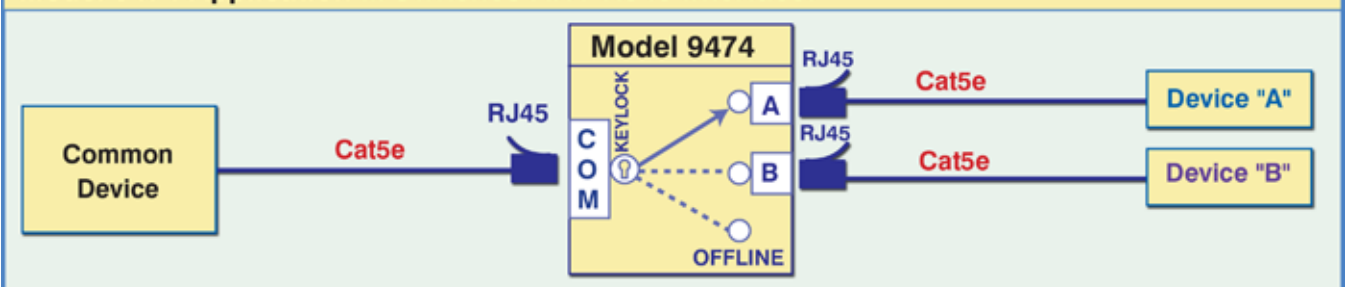 Model 9474
RJ45
Cat5e
Common
Device
RJ45
KEYLOCK
C
O
M
A
B
OFFLINE
RJ45
Cat5e
Cat5e
Device "A"
Device "B"